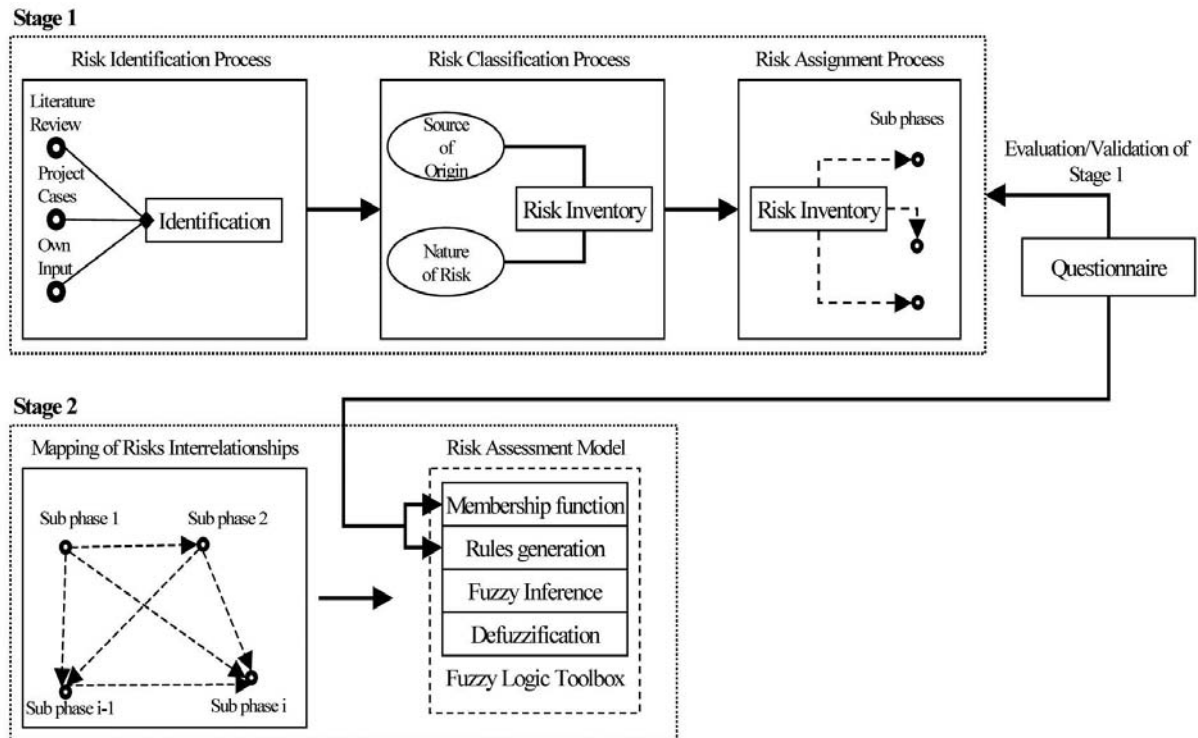 Stage 1
Risk Identification Process
Literature
Review
Project
Cases
Own
Input
Identification
Risk Classification Process
Source
of
Origin
Nature
of Risk
Risk Inventory
Risk Assignment Process
Sub phases
Risk Inventory
Evaluation/Validation of
Stage 1
Questionnaire
Stage 2
Mapping of Risks Interrelationships
Sub phase 1
Sub phase 2
Sub phase i-1
Sub phase i
Risk Assessment Model
Membership function
Rules generation
Fuzzy Inference
Defuzzification
Fuzzy Logic Toolbox